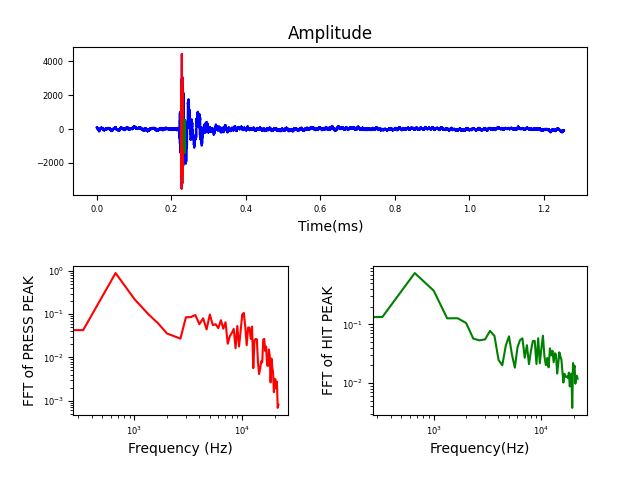 Amplitude
4000
2000
0
−2000
0.0 0.2 0.4 0.6 0.8 1.0 1.2
Time(ms)
FFT of PRESS PEAK
10⁰
10⁻¹
10⁻²
10⁻³
10³ 10⁴
Frequency (Hz)
FFT of HIT PEAK
10⁻¹
10⁻²
10³ 10⁴
Frequency(Hz)